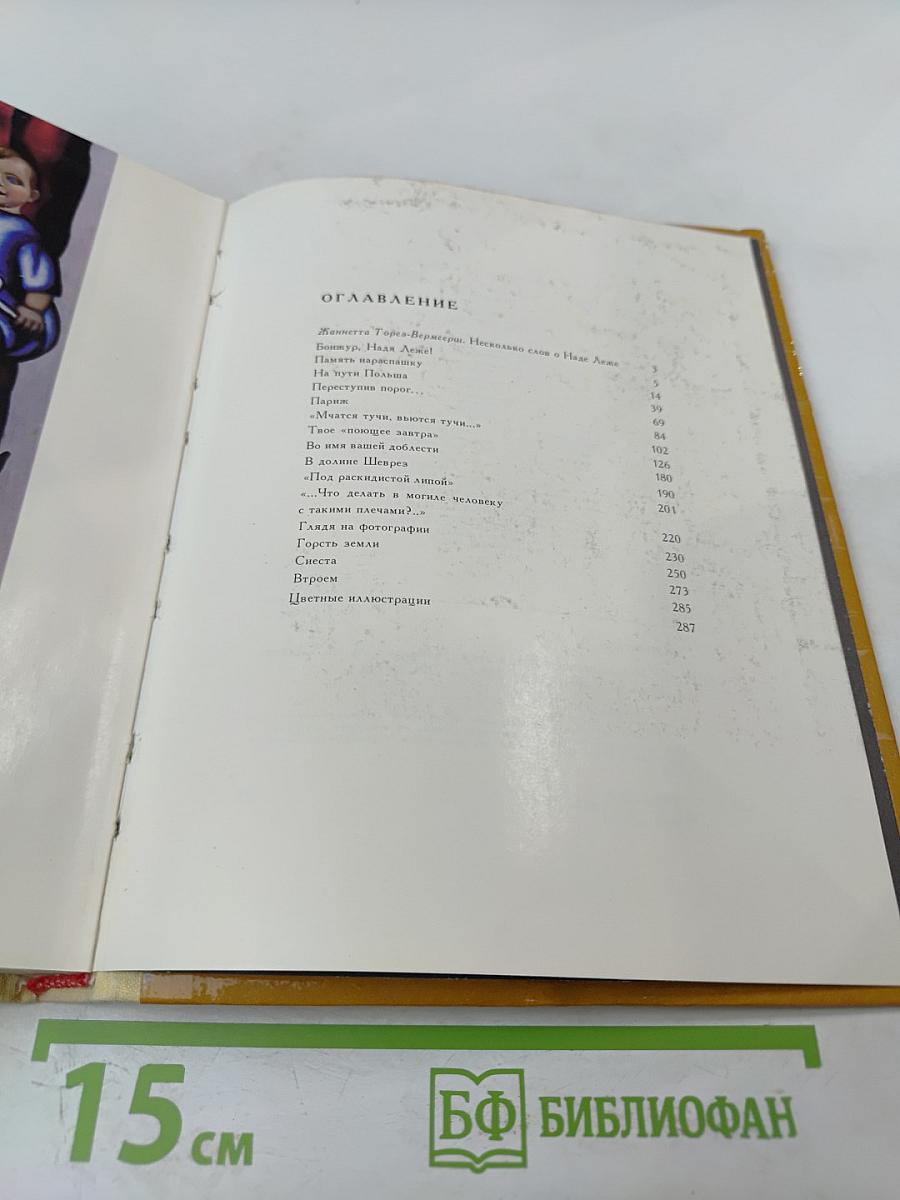 ОГЛАВЛЕНИЕ
Жаннетта Торез-Вермеерш. Несколько слов о Наде Леже 3
Бонжур, Надя Леже! 5
Память нараспашку 14
На пути Польша 39
Переступив порог... 69
Париж 84
«Мчатся тучи, вьются тучи...» 102
Твое «поющее завтра» 126
Во имя вашей доблести 180
В долине Шеврез 190
«Под раскидистой липой» 201
«...Что делать в могиле человеку
с такими плечами?..» 220
Глядя на фотографии 230
Горсть земли 250
Сиеста 273
Втроем 285
Цветные иллюстрации 287
15 см
БФ БИБЛИОФАН